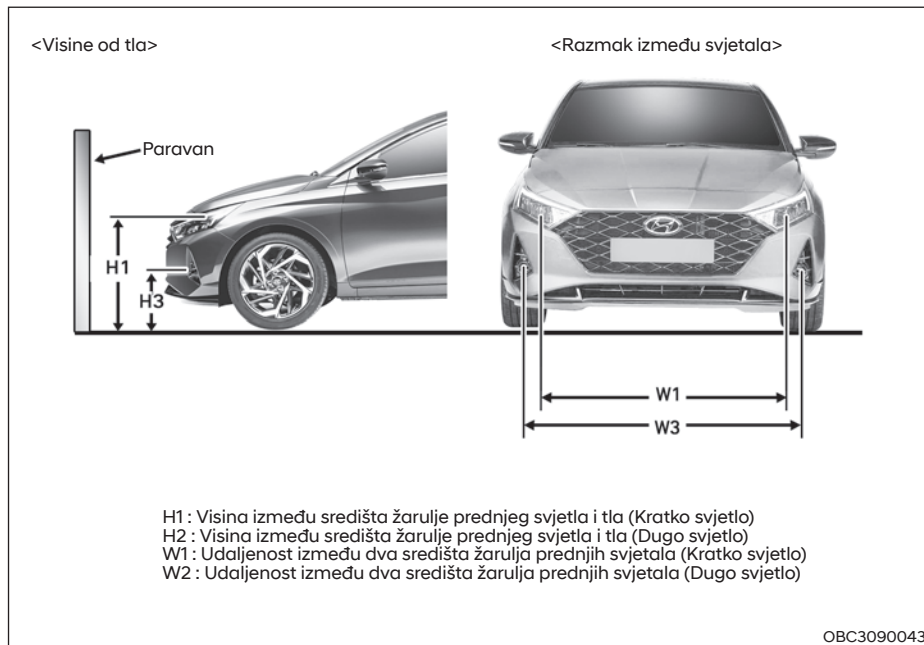 <Visine od tla>
<Razmak između svjetala>
Paravan
H1
H3
W1
W3
H1 : Visina između središta žarulje prednjeg svjetla i tla (Kratko svjetlo)
H2 : Visina između središta žarulje prednjeg svjetla i tla (Dugo svjetlo)
W1 : Udaljenost između dva središta žarulja prednjih svjetala (Kratko svjetlo)
W2 : Udaljenost između dva središta žarulja prednjih svjetala (Dugo svjetlo)
OBC3090043